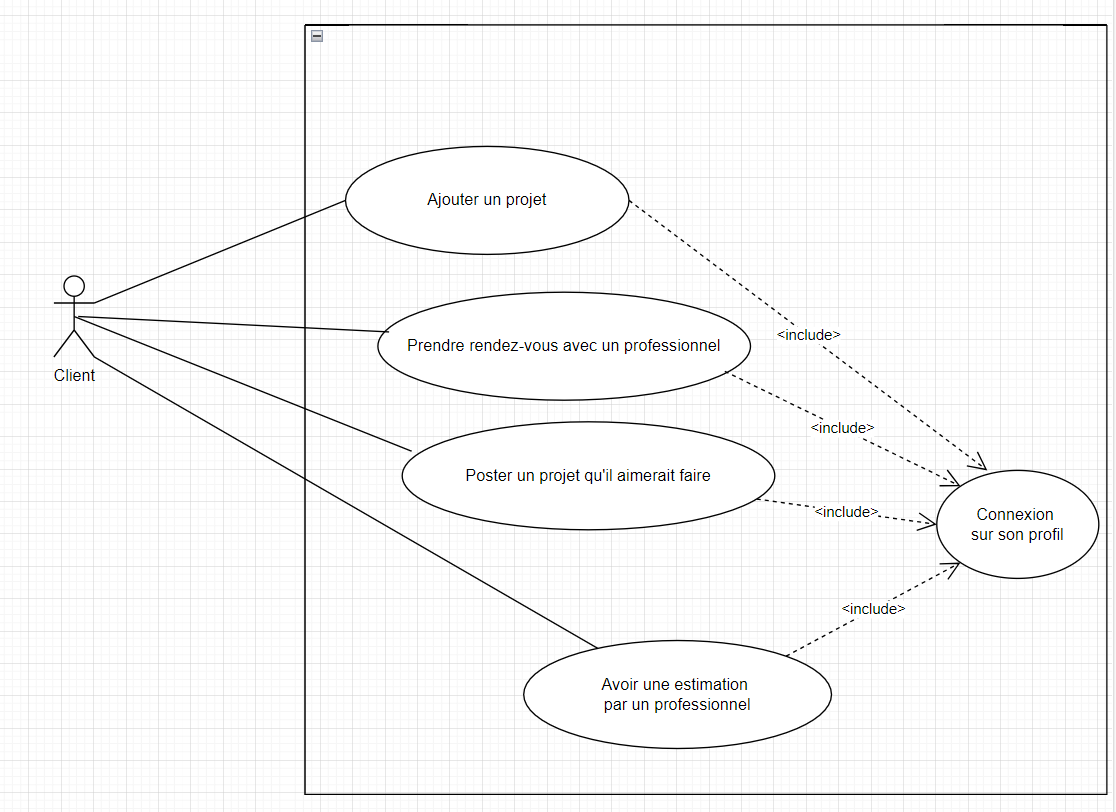 Ajouter un projet
<include>
Prendre rendez-vous avec un professionnel
Client
<include>
Poster un projet qu'il aimerait faire
<include>
Connexion
sur son profil
<include>
Avoir une estimation
par un professionnel